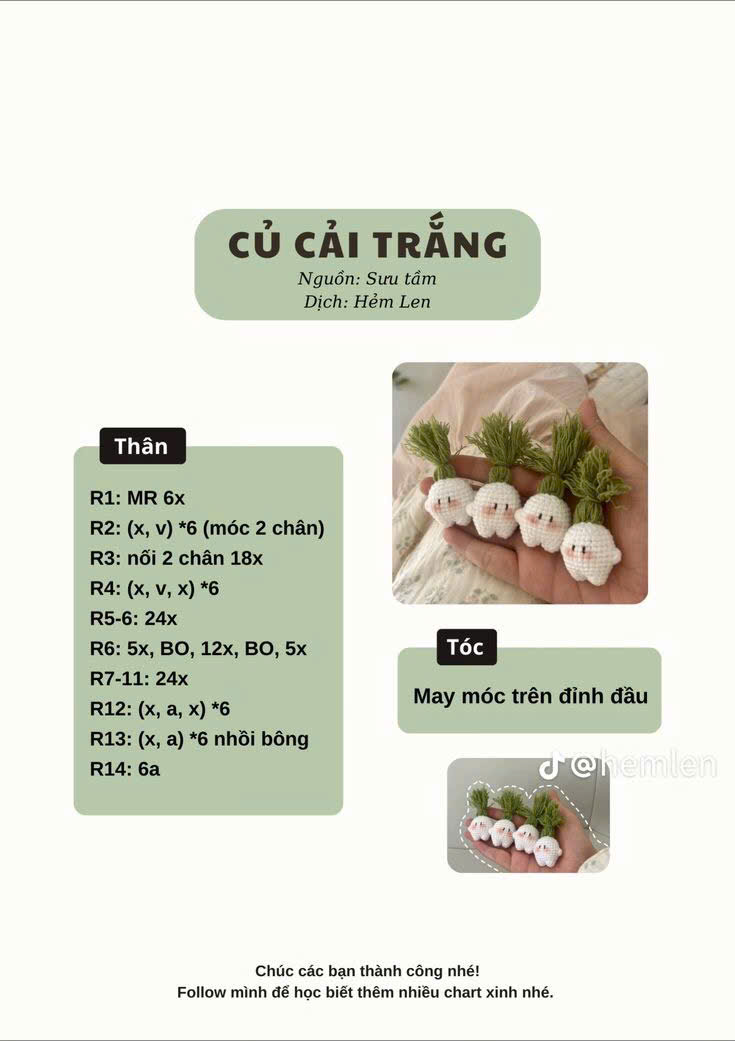 CỦ CẢI TRẮNG
Nguồn: Sưu tầm
Dịch: Hẻm Len
Thân
R1: MR 6x
R2: (x, v) *6 (móc 2 chân)
R3: nối 2 chân 18x
R4: (x, v, x) *6
R5-6: 24x
R6: 5x, BO, 12x, BO, 5x
R7-11: 24x
R12: (x, a, x) *6
R13: (x, a) *6 nhồi bông
R14: 6a
Tóc
May móc trên đỉnh đầu
@hemlen
Chúc các bạn thành công nhé!
Follow mình để học biết thêm nhiều chart xinh nhé.